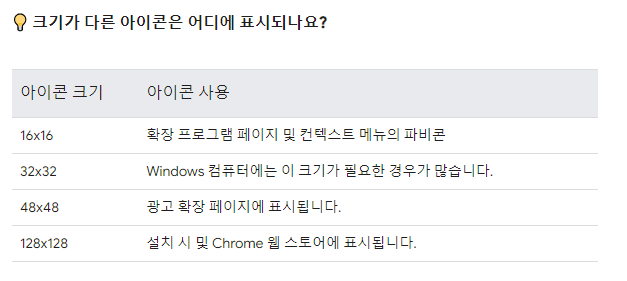 💡 크기가 다른 아이콘은 어디에 표시되나요?
아이콘 크기 아이콘 사용
16x16 확장 프로그램 페이지 및 컨텍스트 메뉴의 파비콘
32x32 Windows 컴퓨터에는 이 크기가 필요한 경우가 많습니다.
48x48 광고 확장 페이지에 표시됩니다.
128x128 설치 시 및 Chrome 웹 스토어에 표시됩니다.